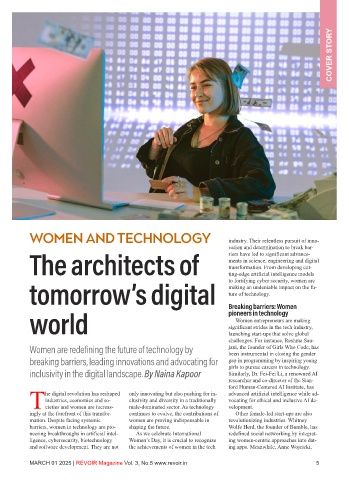 COVER STORY
WOMEN AND TECHNOLOGY
The architects of
tomorrow's digital
world
Women are redefining the future of technology by
breaking barriers, leading innovations and advocating for
inclusivity in the digital landscape. By Naina Kapoor
The digital revolution has reshaped
industries, economies and so-
cieties and women are increas-
ingly at the forefront of this transfor-
mation. Despite facing systemic
barriers, women in technology are pio-
neering breakthroughs in artificial intel-
ligence, cybersecurity, biotechnology
and software development. They are not
only innovating but also pushing for in-
clusivity and diversity in a traditionally
male-dominated sector. As technology
continues to evolve, the contributions of
women are proving indispensable in
shaping the future.
As we celebrate International
Women's Day, it is crucial to recognize
the achievements of women in the tech
industry. Their relentless pursuit of inno-
vation and determination to break bar-
riers have led to significant advance-
ments in science, engineering and digital
transformation. From developing cut-
ting-edge artificial intelligence models
to fortifying cyber security, women are
making an undeniable impact on the fu-
ture of technology.
Breaking barriers: Women
pioneers in technology
Women entrepreneurs are making
significant strides in the tech industry,
launching start-ups that solve global
challenges. For instance, Reshma Sau-
jani, the founder of Girls Who Code, has
been instrumental in closing the gender
gap in programming by inspiring young
girls to pursue careers in technology.
Similarly, Dr. Fei-Fei Li, a renowned AI
researcher and co-director of the Stan-
ford Human-Centered AI Institute, has
advanced artificial intelligence while ad-
vocating for ethical and inclusive AI de-
velopment.
Other female-led start-ups are also
revolutionizing industries. Whitney
Wolfe Herd, the founder of Bumble, has
redefined social networking by integrat-
ing women-centric approaches into dat-
ing apps. Meanwhile, Anne Wojcicki,
MARCH 01 2025 | REVOIR Magazine Vol. 3, No.5 www.revoir.in
5